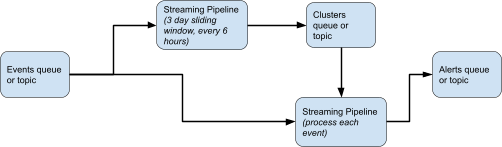 Events queue
or topic
Streaming Pipeline
(3 day sliding
window, every 6
hours)
Clusters
queue or
topic
Streaming Pipeline
(process each
event)
Alerts queue
or topic